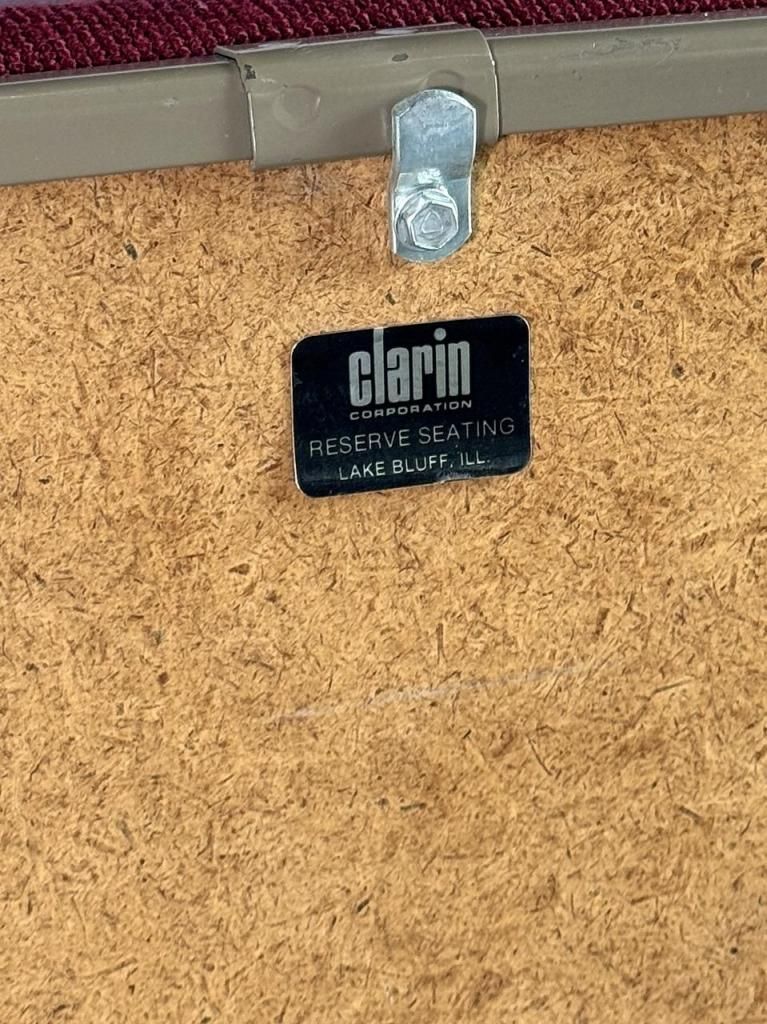 clarin
CORPORATION
RESERVE SEATING
LAKE BLUFF, ILL.